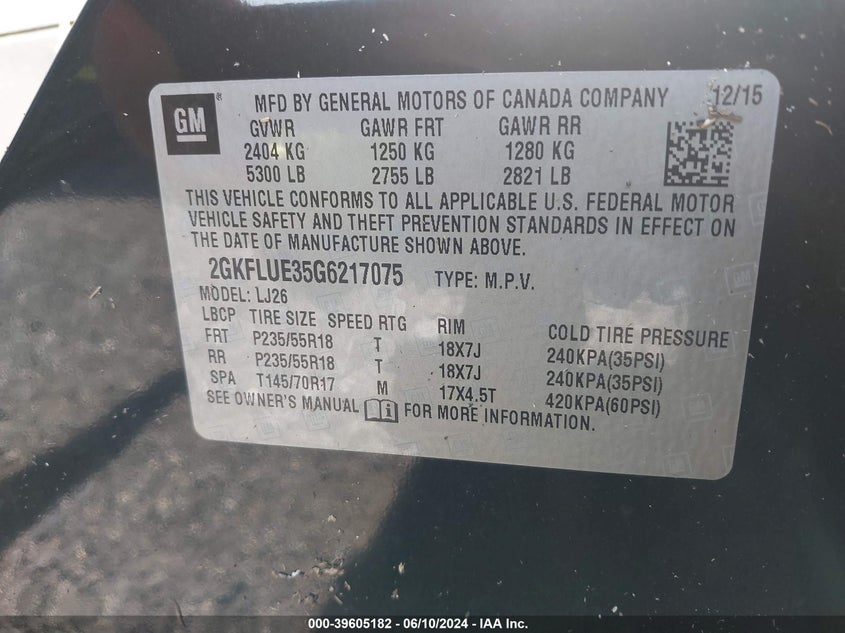 GM ® MFD BY GENERAL MOTORS OF CANADA COMPANY 12/15
GVWR GAWR FRT GAWR RR
2404 KG 1250 KG 1280 KG
5300 LB 2755 LB 2821 LB
THIS VEHICLE CONFORMS TO ALL APPLICABLE U.S. FEDERAL MOTOR
VEHICLE SAFETY AND THEFT PREVENTION STANDARDS IN EFFECT ON
THE DATE OF MANUFACTURE SHOWN ABOVE.
2GKFLUE35G6217075 TYPE: M.P.V.
MODEL: LJ26
LBCP TIRE SIZE SPEED RTG RIM COLD TIRE PRESSURE
FRT P235/55R18 T 18X7J 240KPA(35PSI)
RR P235/55R18 T 18X7J 240KPA(35PSI)
SPA T145/70R17 M 17X4.5T 420KPA(60PSI)
SEE OWNER'S MANUAL i FOR MORE INFORMATION.
000-39605182 - 06/10/2024 - IAA Inc.